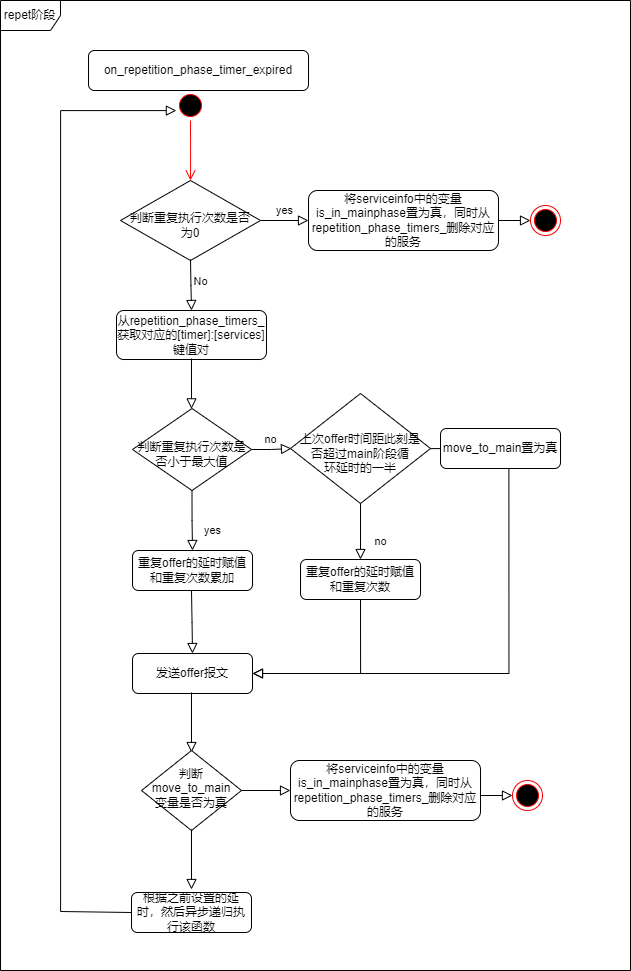 repet阶段
on_repetition_phase_timer_expired
判断重复执行次数是否
为0
yes
将serviceinfo中的变量
is_in_mainphase置为真，同时从
repetition_phase_timers_删除对应
的服务
No
从repetition_phase_timers_
获取对应的[timer]:[services]
键值对
判断重复执行次数是
否小于最大值
no
上次offer时间距此刻是
否超过main阶段循
环延时的一半
move_to_main置为真
yes
no
重复offer的延时赋值
和重复次数累加
重复offer的延时赋值
和重复次数
发送offer报文
判断
move_to_main
变量是否为真
将serviceinfo中的变量
is_in_mainphase置为真，同时从
repetition_phase_timers_删除对应
的服务
根据之前设置的延
时，然后异步递归执
行该函数